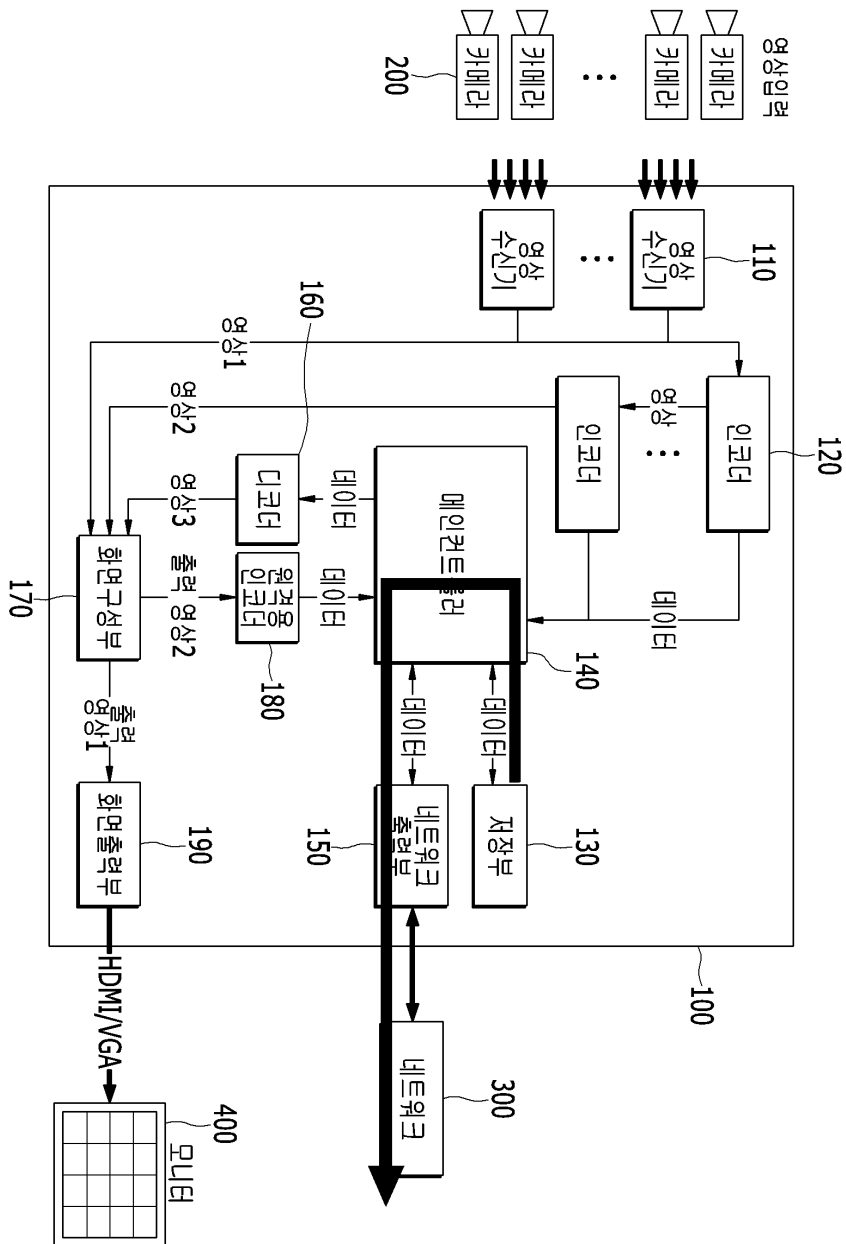 영상입력
카메라
카메라
카메라
카메라
200
영상
수신기
110
영상
수신기
인코더
120
영상
인코더
데이터
100
저장부
130
데이터
메인컨트롤러
140
데이터
네트워크
출력부
150
네트워크
300
데이터
디코더
160
데이터
원격용
인코더
180
영상1
영상2
영상3
출력
영상2
화면구성부
170
출력
영상1
화면출력부
190
HDMI/VGA
400
모니터